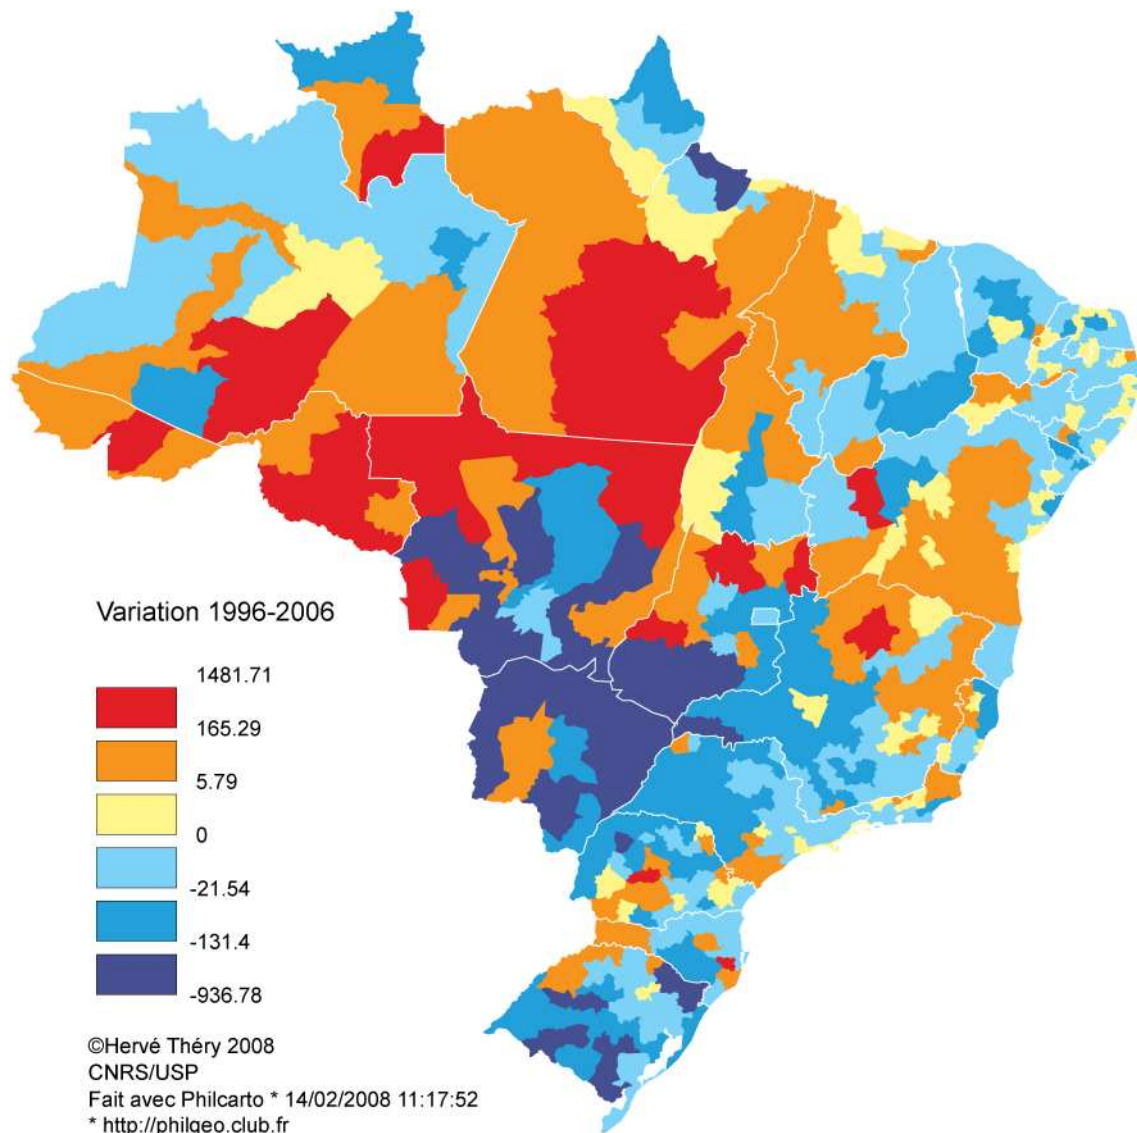 Variation 1996-2006
1481.71
165.29
5.79
0
-21.54
-131.4
-936.78
©Hervé Théry 2008
CNRS/USP
Fait avec Philcarto * 14/02/2008 11:17:52
* http://philgeo.club.fr